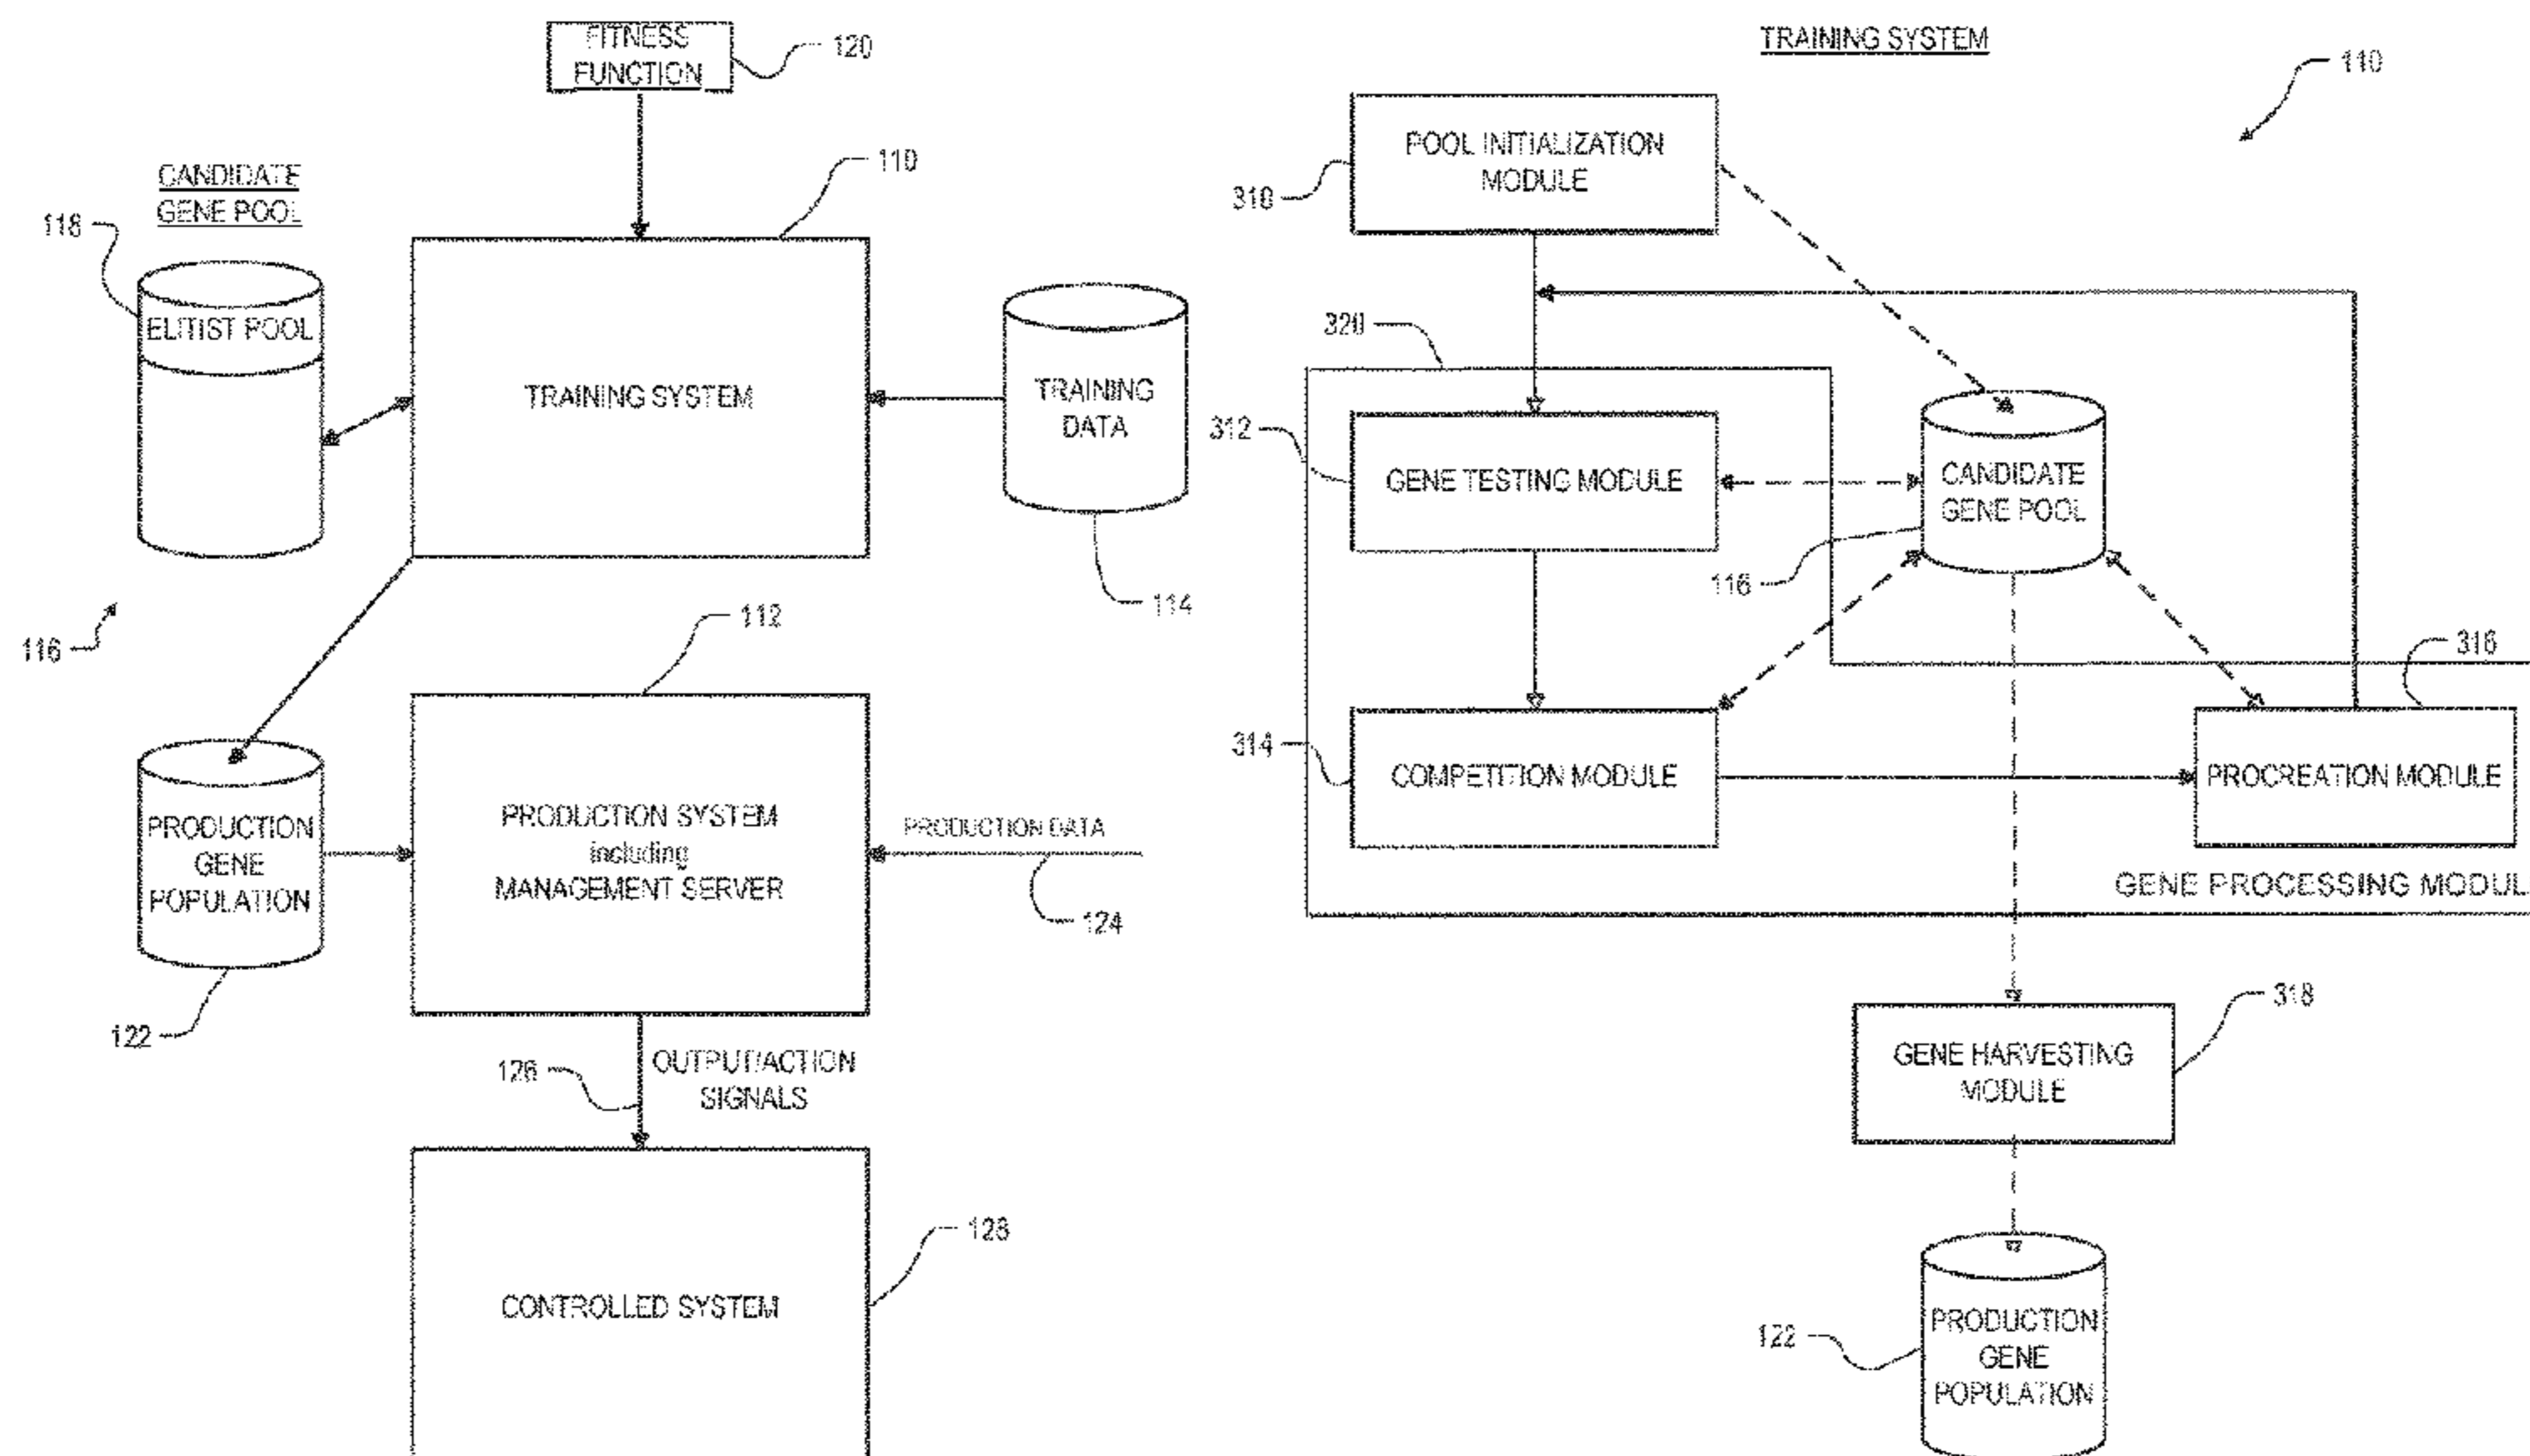 FITNESS
FUNCTION
120
CANDIDATE
GENE POOL
110
118
ELITIST POOL
TRAINING SYSTEM
TRAINING
DATA
114
116
112
PRODUCTION
GENE
POPULATION
PRODUCTION SYSTEM
including
MANAGEMENT SERVER
PRODUCTION DATA
124
122
126
OUTPUT/ACTION
SIGNALS
CONTROLLED SYSTEM
128
TRAINING SYSTEM
110
POOL INITIALIZATION
MODULE
310
320
312
GENE TESTING MODULE
CANDIDATE
GENE POOL
116
316
314
COMPETITION MODULE
PROCREATION MODULE
GENE PROCESSING MODUL
318
GENE HARVESTING
MODULE
122
PRODUCTION
GENE
POPULATION